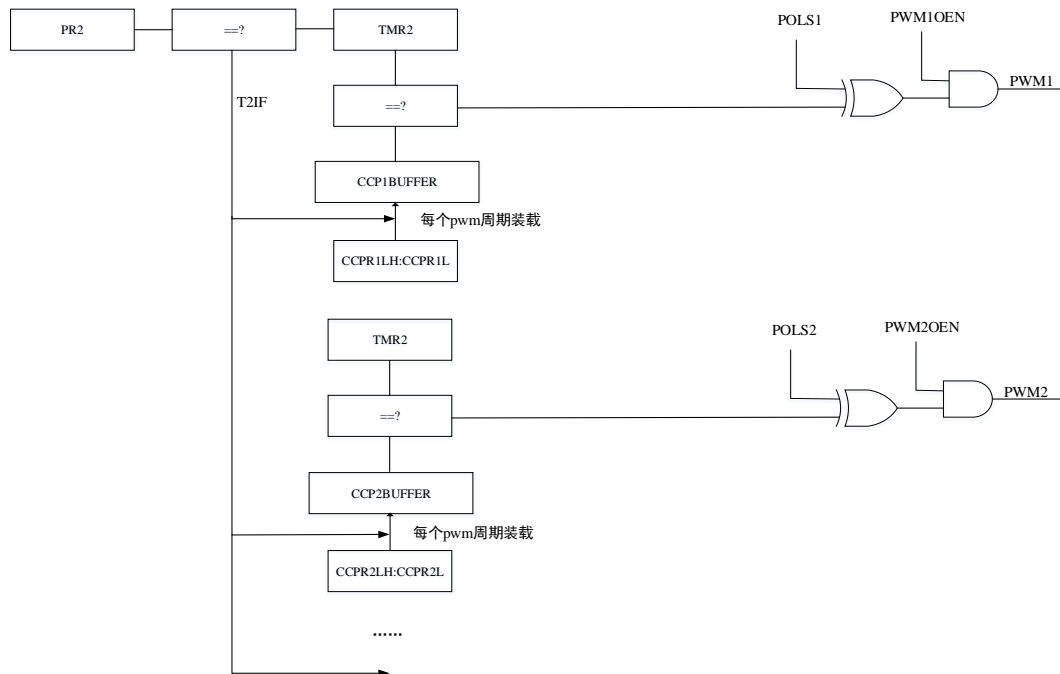 POLS1
PWM1OEN
PR2
==?
TMR2
T2IF
==?
PWM1
CCP1BUFFER
每个pwm周期装载
CCPR1LH:CCPR1L
POLS2
PWM2OEN
TMR2
==?
PWM2
CCP2BUFFER
每个pwm周期装载
CCPR2LH:CCPR2L
......